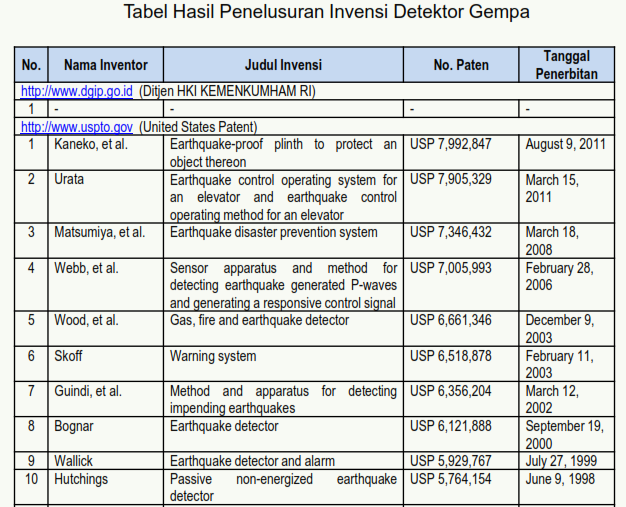 Tabel Hasil Penelusuran Invensi Detektor Gempa
No. Nama Inventor Judul Invensi No. Paten Tanggal Penerbitan
http://www.dgip.go.id (Ditjen HKI KEMENKUMHAM RI)
1 - - - -
http://www.uspto.gov (United States Patent)
1 Kaneko, et al. Earthquake-proof plinth to protect an USP 7,992,847 August 9, 2011
object thereon
2 Urata Earthquake control operating system for USP 7,905,329 March 15,
an elevator and earthquake control 2011
operating method for an elevator
3 Matsumiya, et al. Earthquake disaster prevention system USP 7,346,432 March 18,
2008
4 Webb, et al. Sensor apparatus and method for USP 7,005,993 February 28,
detecting earthquake generated P-waves 2006
and generating a responsive control signal
5 Wood, et al. Gas, fire and earthquake detector USP 6,661,346 December 9,
2003
6 Skoff Warning system USP 6,518,878 February 11,
2003
7 Guindi, et al. Method and apparatus for detecting USP 6,356,204 March 12,
impending earthquakes 2002
8 Bognar Earthquake detector USP 6,121,888 September 19,
2000
9 Wallick Earthquake detector and alarm USP 5,929,767 July 27, 1999
10 Hutchings Passive non-energized earthquake USP 5,764,154 June 9, 1998
detector